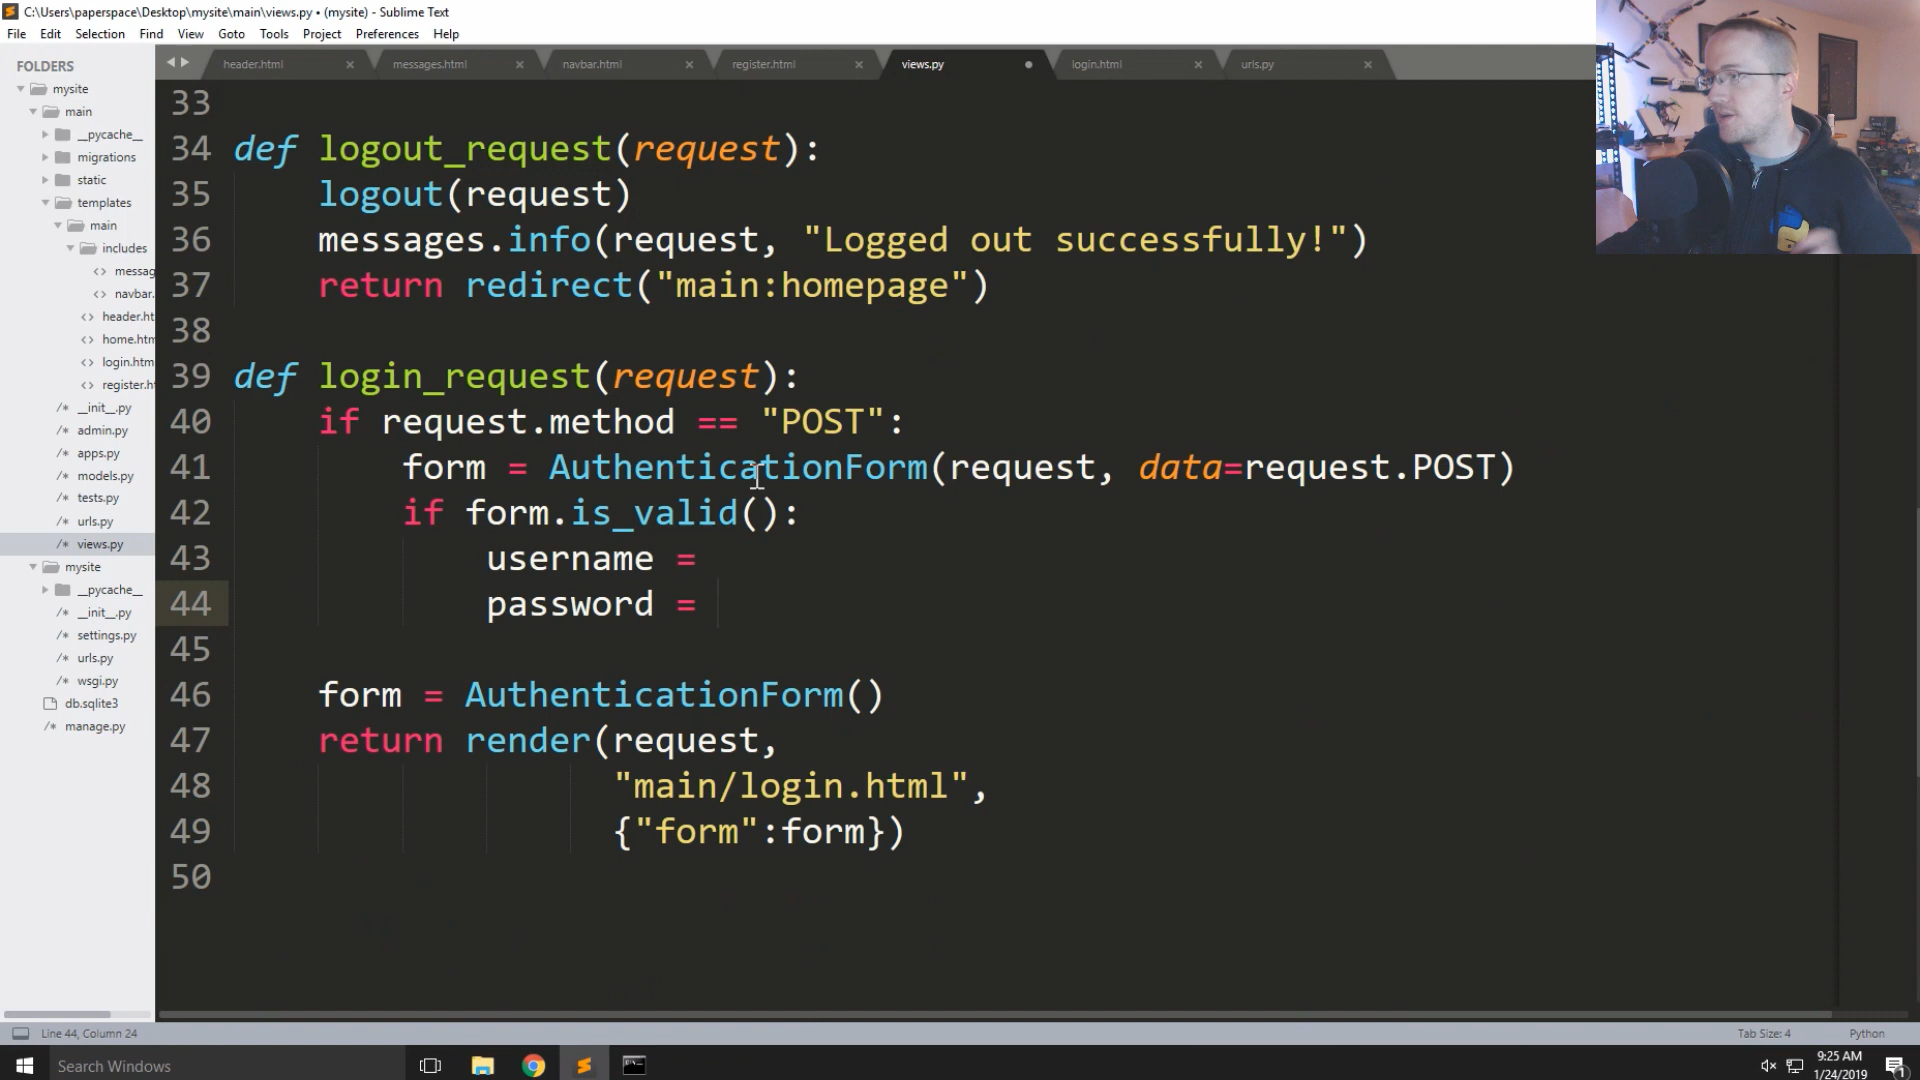 C:\Users\paperspace\Desktop\mysite\main\views.py • (mysite) - Sublime Text
File Edit Selection Find View Goto Tools Project Preferences Help
FOLDERS
mysite
main
__pycache__
migrations
static
templates
main
includes
messag
navbar.
header.ht
home.htm
login.htm
register.h
__init__.py
admin.py
apps.py
models.py
tests.py
urls.py
views.py
mysite
__pycache__
__init__.py
settings.py
urls.py
wsgi.py
db.sqlite3
manage.py
header.html messages.html navbar.html register.html views.py login.html urls.py
33
34 def logout_request(request):
35 logout(request)
36 messages.info(request, "Logged out successfully!")
37 return redirect("main:homepage")
38
39 def login_request(request):
40 if request.method == "POST":
41 form = AuthenticationForm(request, data=request.POST)
42 if form.is_valid():
43 username =
44 password =
45
46 form = AuthenticationForm()
47 return render(request,
48 "main/login.html",
49 {"form":form})
50
Line 44, Column 24 Tab Size: 4 Python
Search Windows
9:25 AM
1/24/2019
1